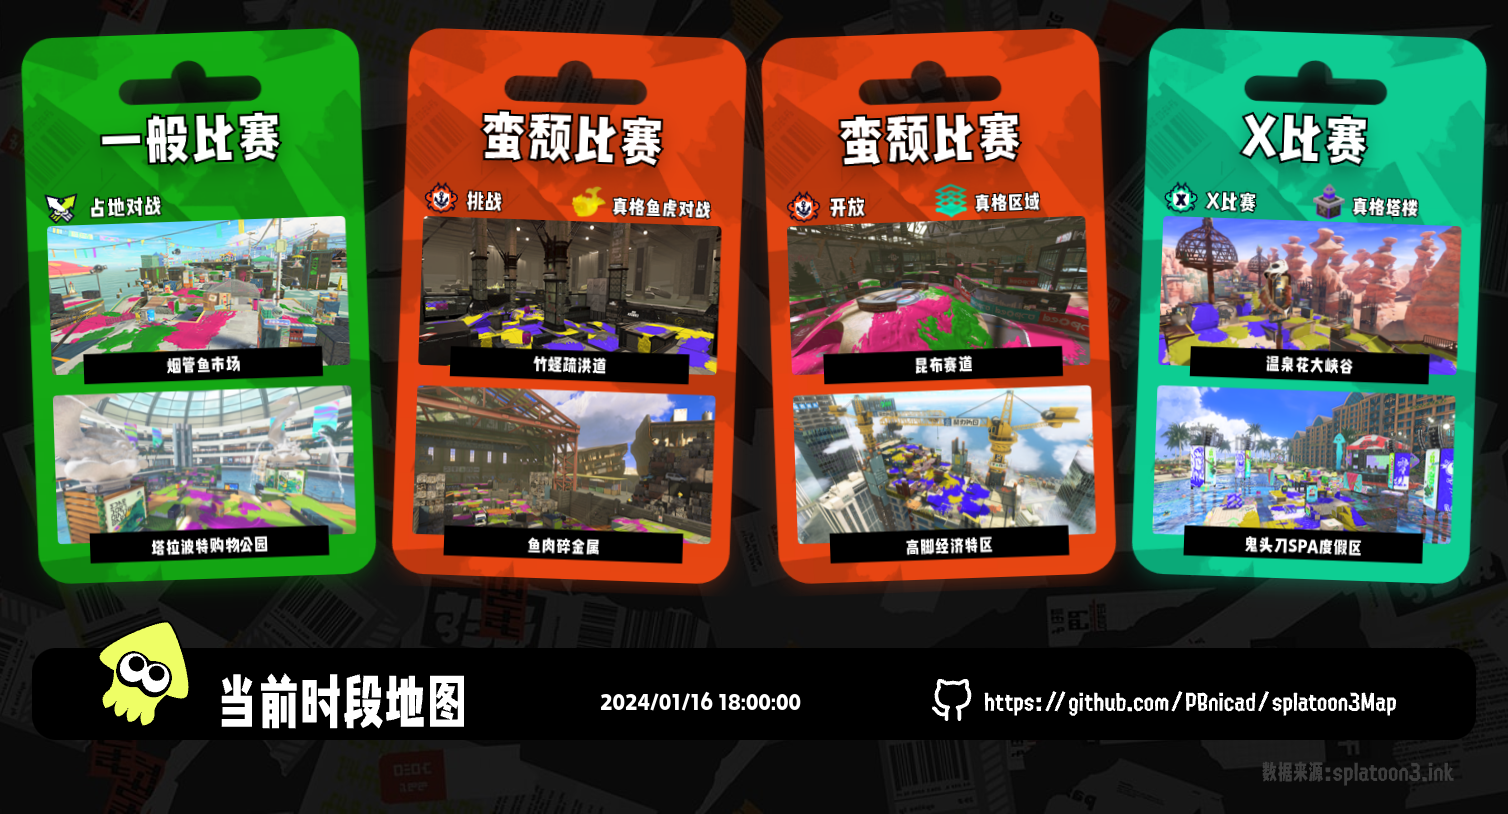 一般比赛
占地对战
烟管鱼市场
塔拉波特购物公园
蛮颓比赛
挑战
真格鱼虎对战
竹蛏疏洪道
鱼肉碎金属
蛮颓比赛
开放
真格区域
昆布赛道
高脚经济特区
X比赛
X比赛
真格塔楼
温泉花大峡谷
鬼头刀SPA度假区
当前时段地图
2024/01/16 18:00:00
https://github.com/PBnicad/splatoon3Map
数据来源:splatoon3.ink